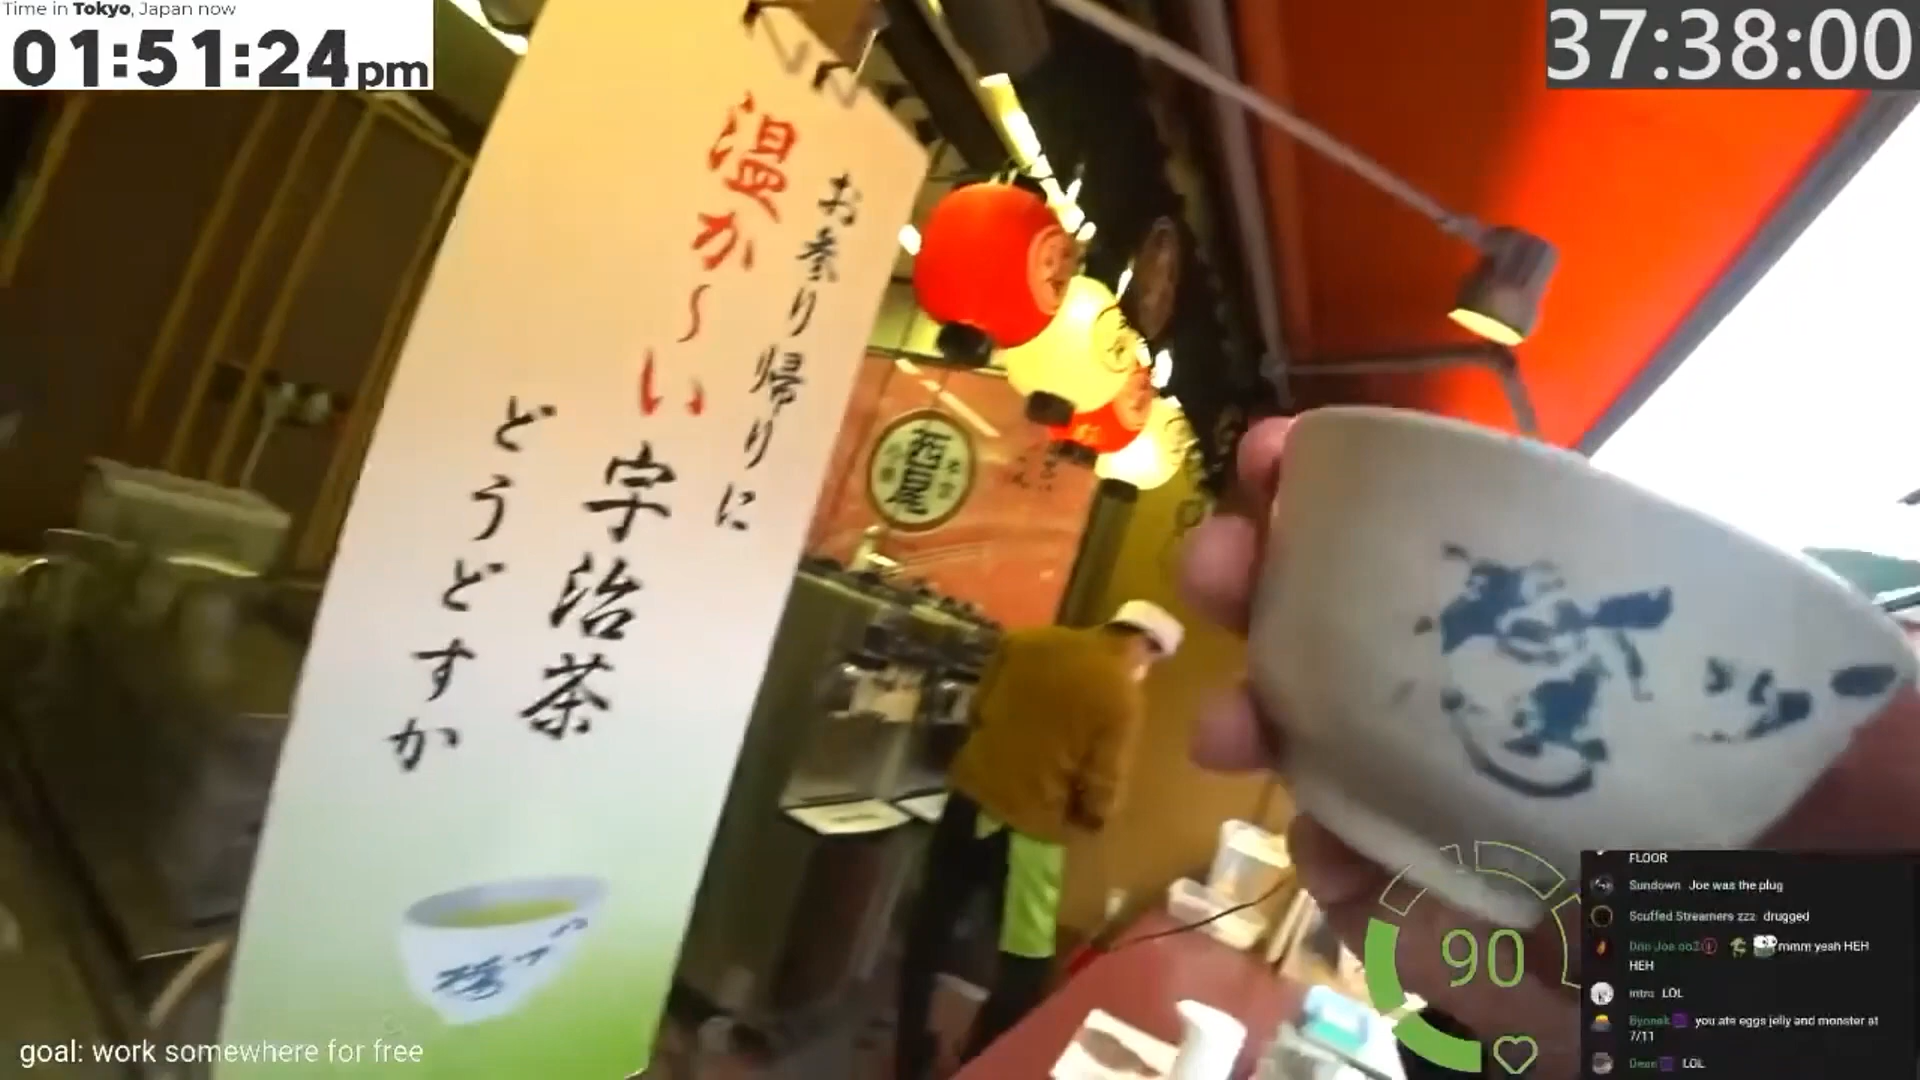 Time in Tokyo, Japan now
01:51:24pm
37:38:00
お参り帰りに
温か〜い宇治茶
どうどすか
西尾
90
FLOOR
Sundown Joe was the plug
Scuffed Streamers zzz drugged
mmm yeah HEH
HEH
intru LOL
you ate eggs jelly and monster at
7/11
LOL
goal: work somewhere for free